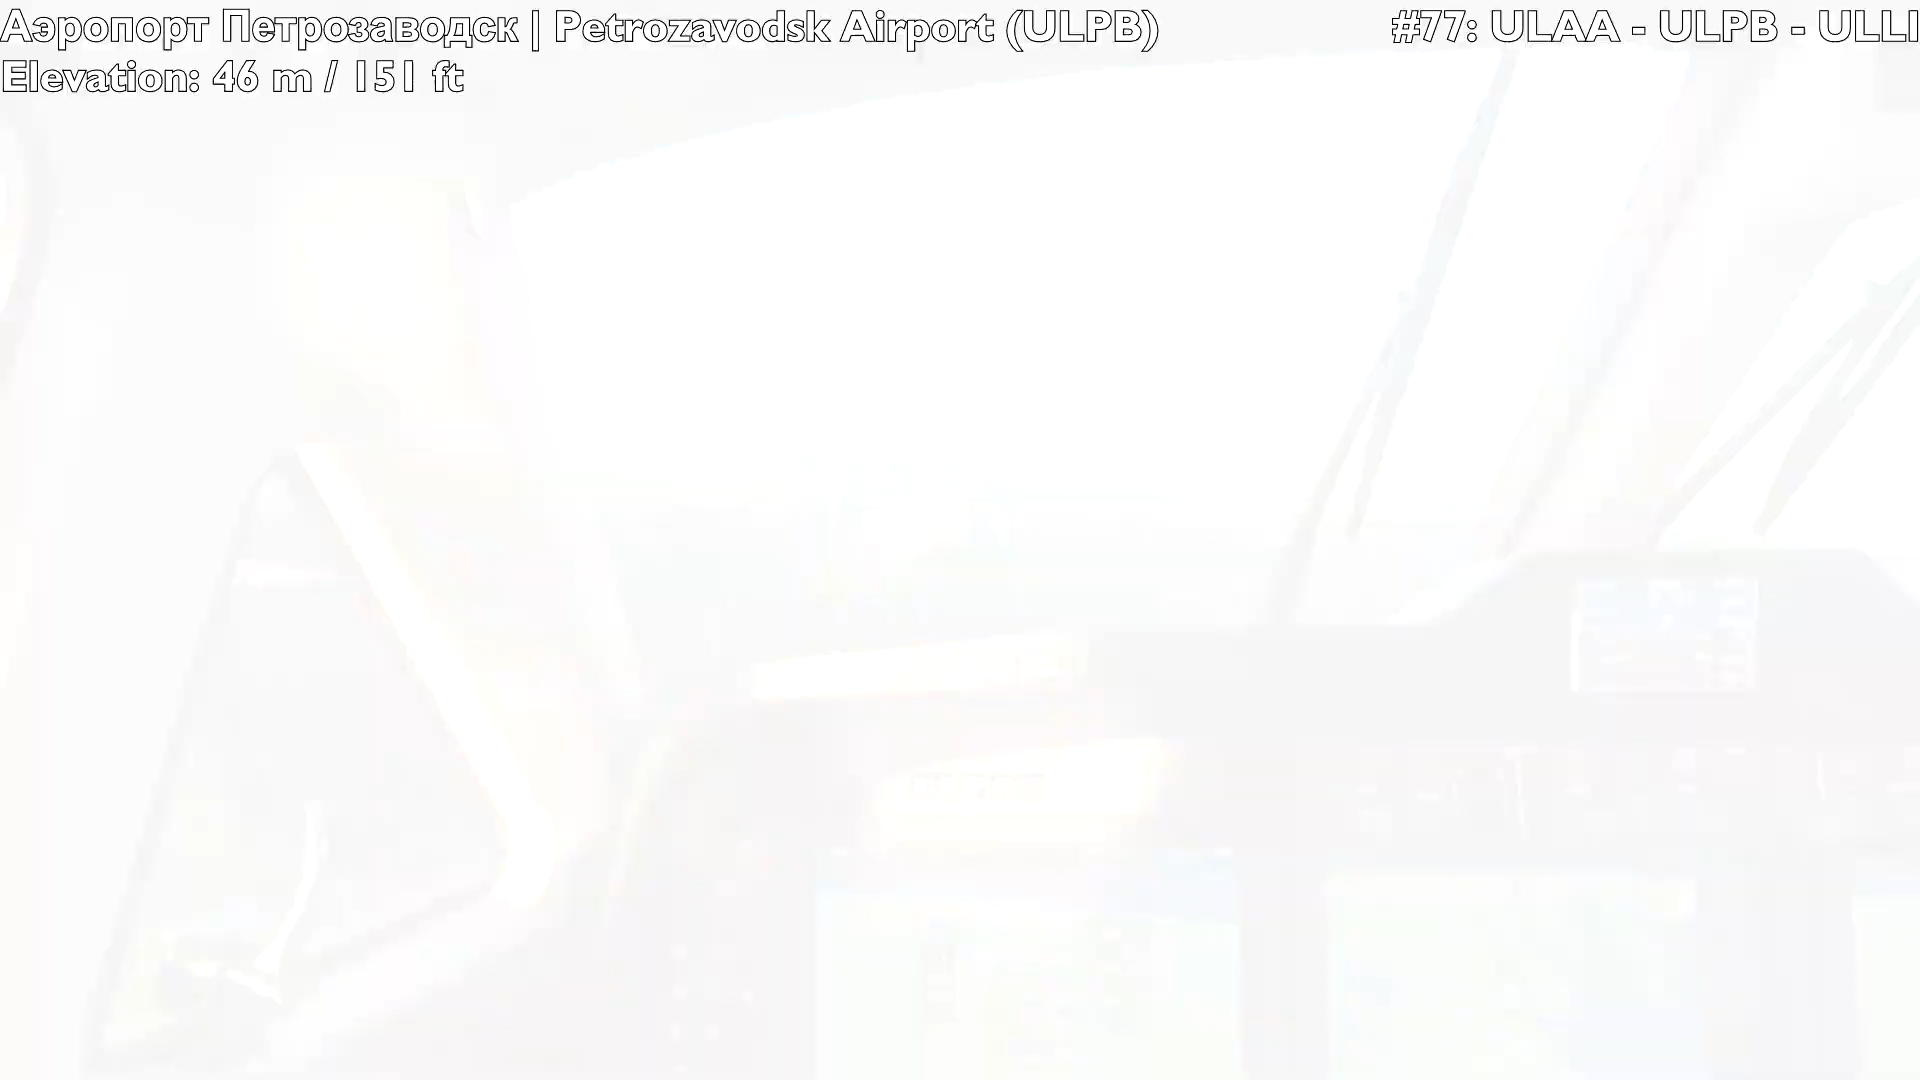 Аэропорт Петрозаводск | Petrozavodsk Airport (ULPB)
#77: ULAA - ULPB - ULLI
Elevation: 46 m / 151 ft